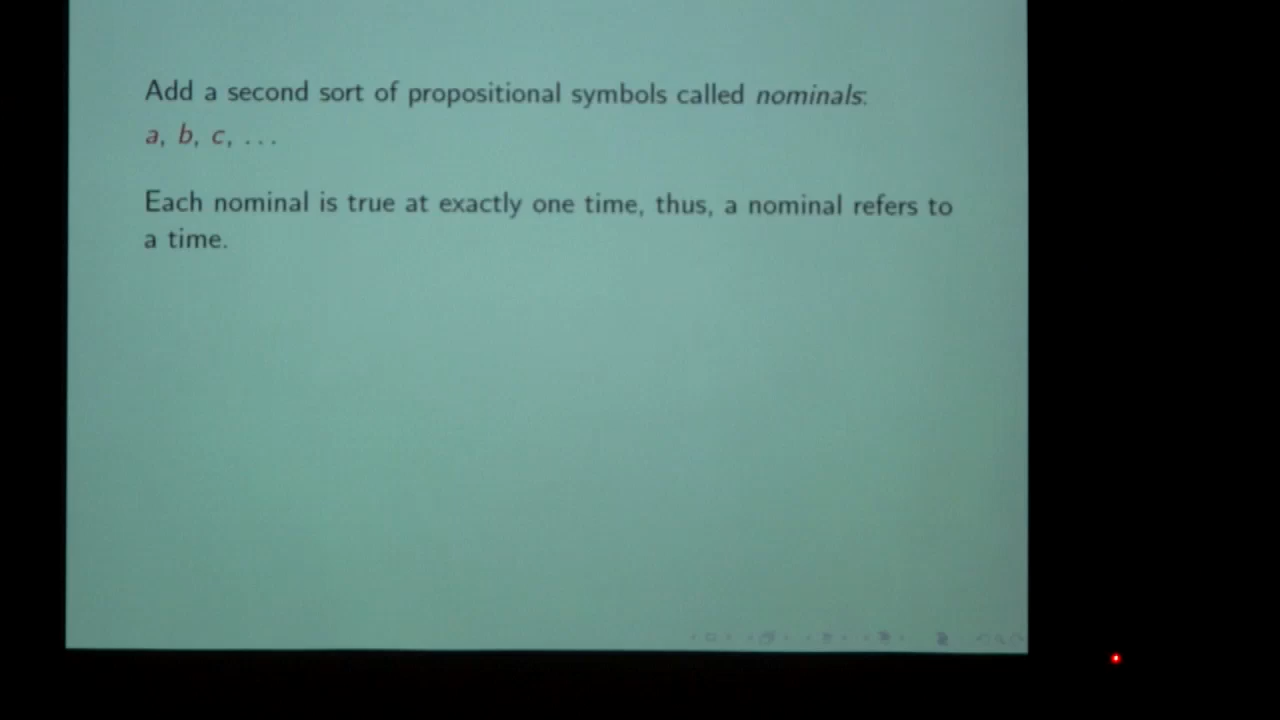 Add a second sort of propositional symbols called nominals:
a, b, c, ...
Each nominal is true at exactly one time, thus, a nominal refers to
a time.